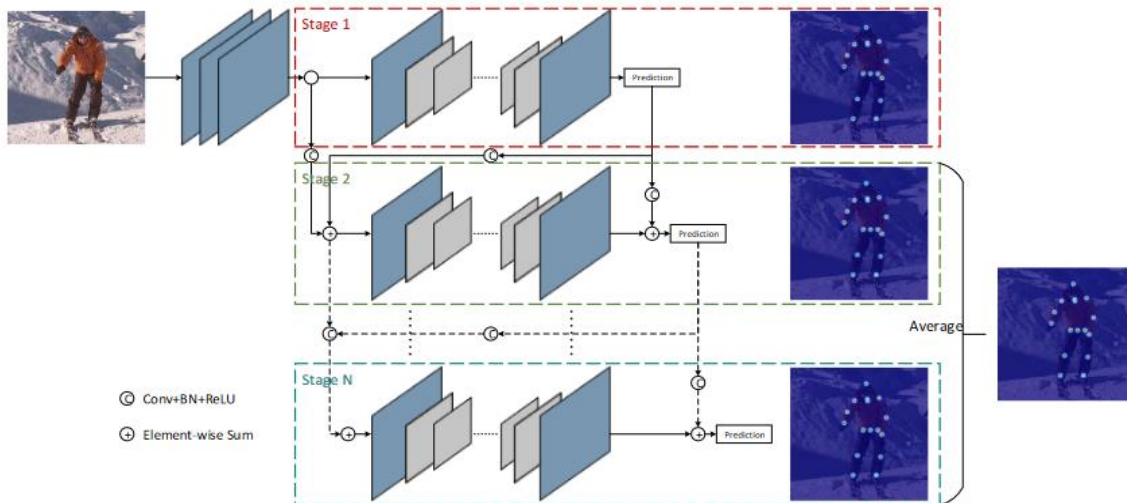 Stage 1
Prediction
C
C
Stage 2
C
+
+
Prediction
C
C
Average
Stage N
C
C Conv+BN+ReLU
+ Element-wise Sum
+
+
Prediction